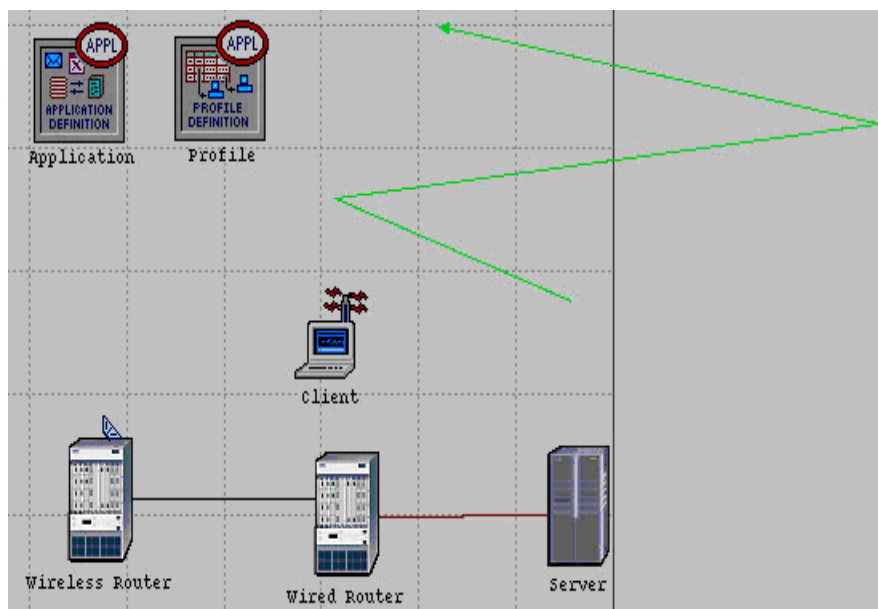 APPL
APPL
APPLICATION
DEFINITION
PROFILE
DEFINITION
Application
Profile
Client
Wireless Router
Wired Router
Server